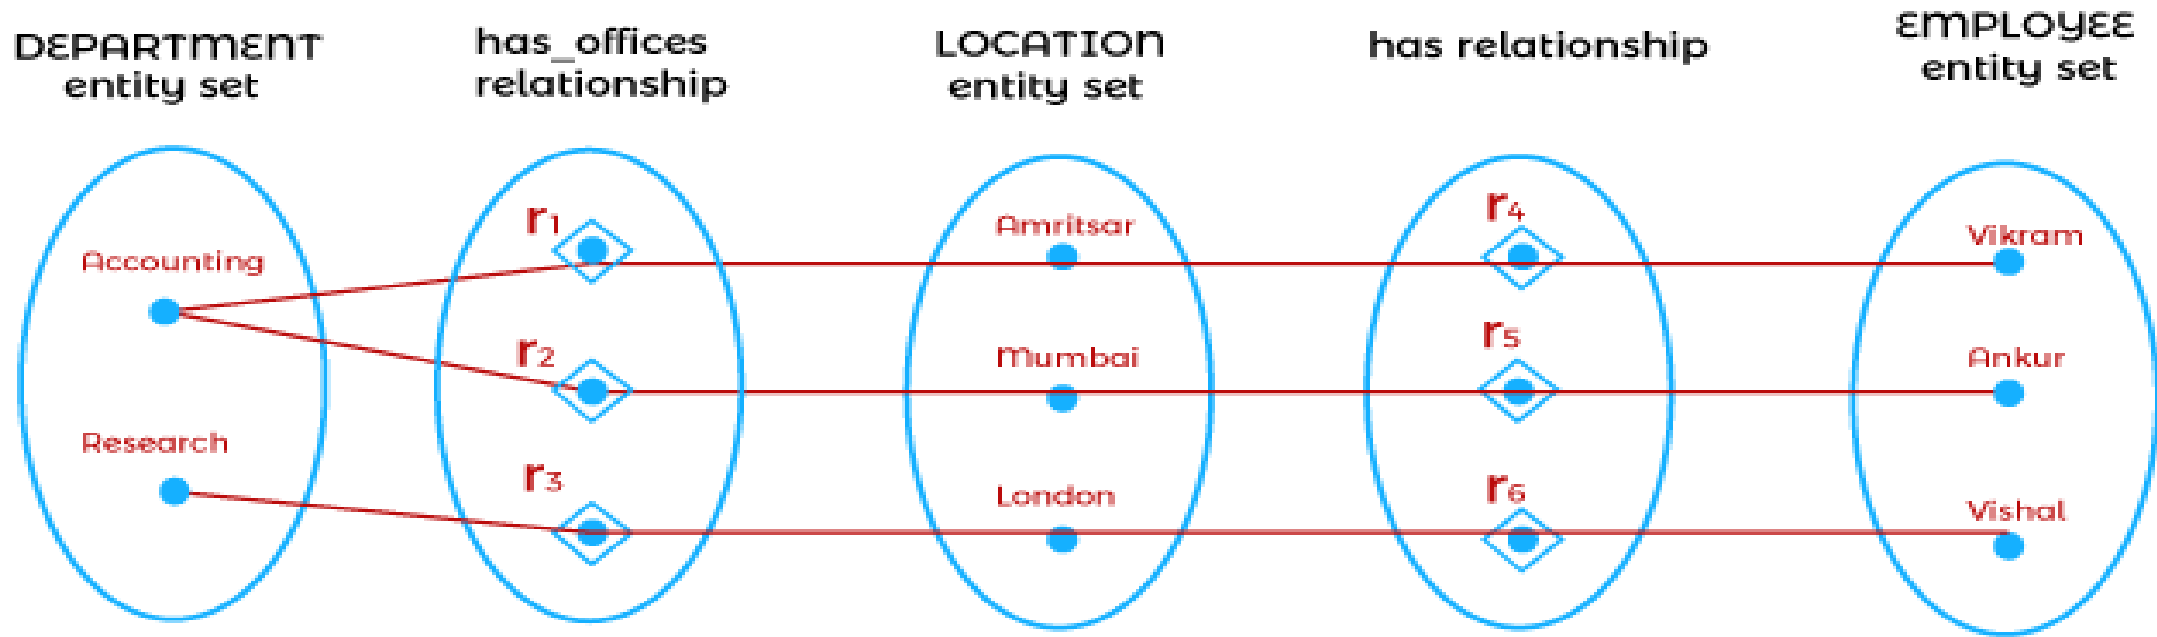 DEPARTMENT
entity set
has_offices
relationship
LOCATION
entity set
has relationship
EMPLOYEE
entity set
Accounting
Research
r1
r2
r3
Amritsar
Mumbai
London
r4
r5
r6
Vikram
Ankur
Vishal